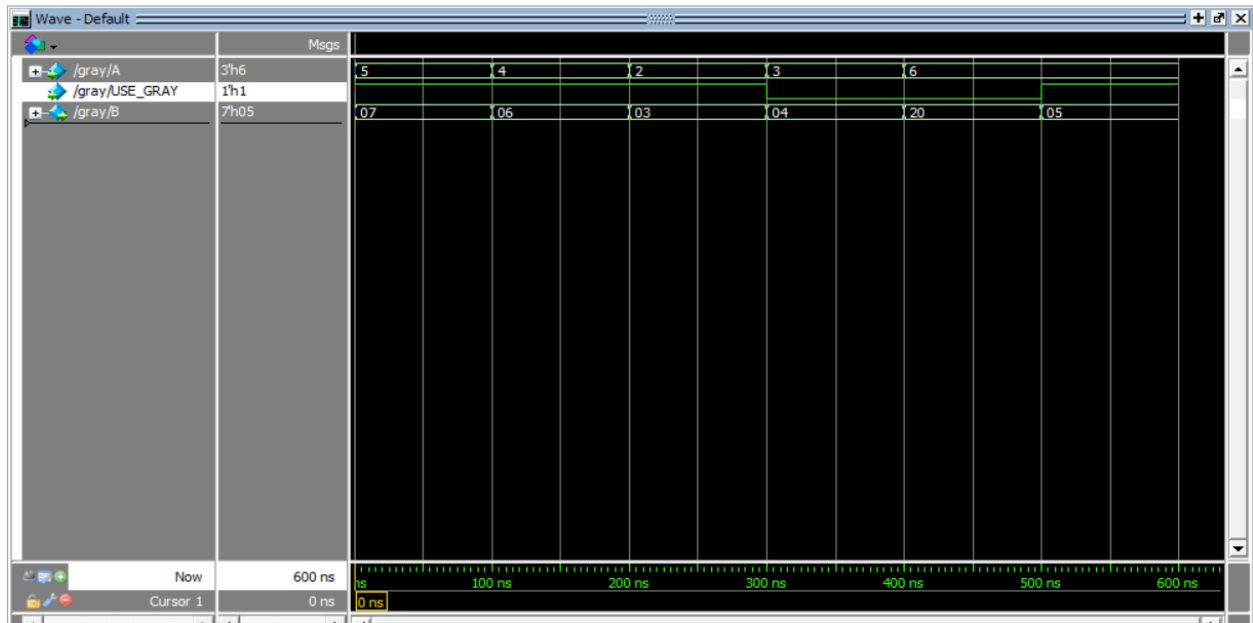 Wave - Default
Msgs
/gray/A 3'h6 5 4 2 3 6
/gray/USE_GRAY 1'h1
/gray/B 7'h05 07 06 03 04 20 05
Now 600 ns ns 100 ns 200 ns 300 ns 400 ns 500 ns 600 ns
Cursor 1 0 ns 0 ns